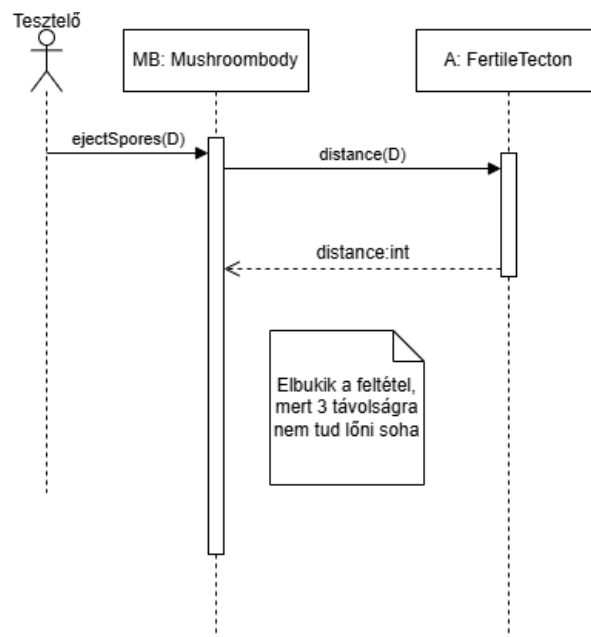 Tesztelő
MB: Mushroombody
A: FertileTecton
ejectSpores(D)
distance(D)
distance:int
Elbukik a feltétel,
mert 3 távolságra
nem tud lőni soha